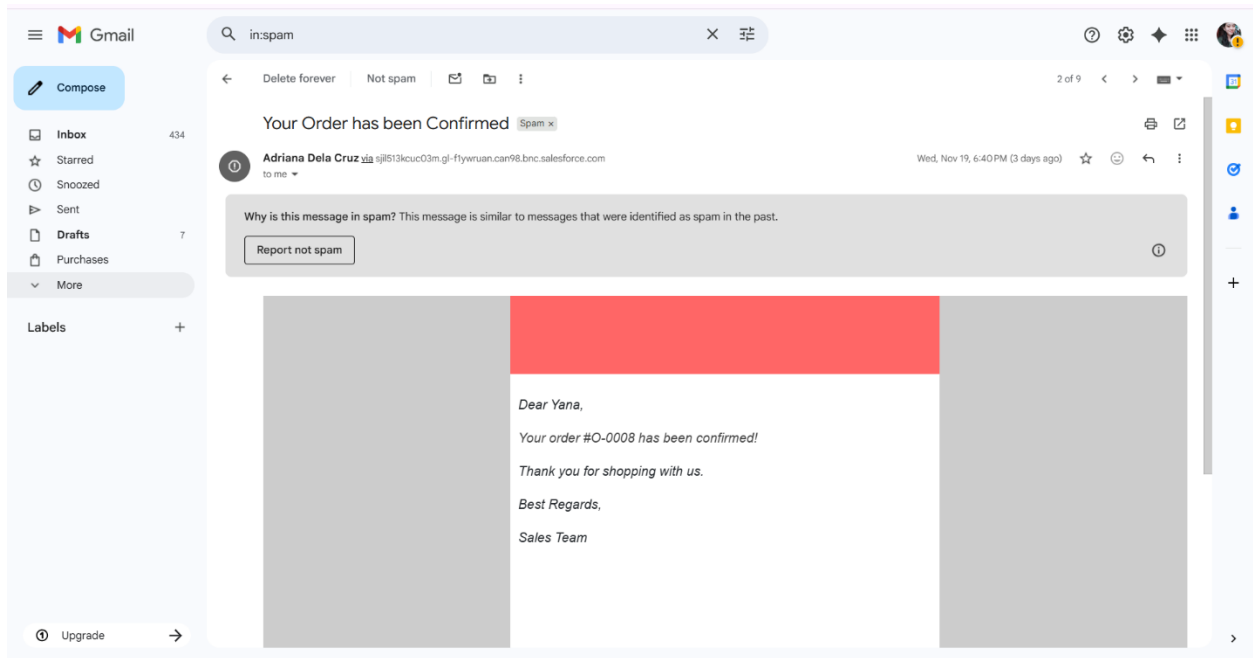 Gmail
in:spam
Compose
Delete forever
Not spam
2 of 9
Inbox 434
Starred
Snoozed
Sent
Drafts 7
Purchases
More
Labels
Upgrade
Your Order has been Confirmed Spam ×
Adriana Dela Cruz via sjil513kcuc03m.gl-f1ywruan.can98.bnc.salesforce.com
Wed, Nov 19, 6:40 PM (3 days ago)
to me
Why is this message in spam? This message is similar to messages that were identified as spam in the past.
Report not spam
Dear Yana,
Your order #O-0008 has been confirmed!
Thank you for shopping with us.
Best Regards,
Sales Team
31